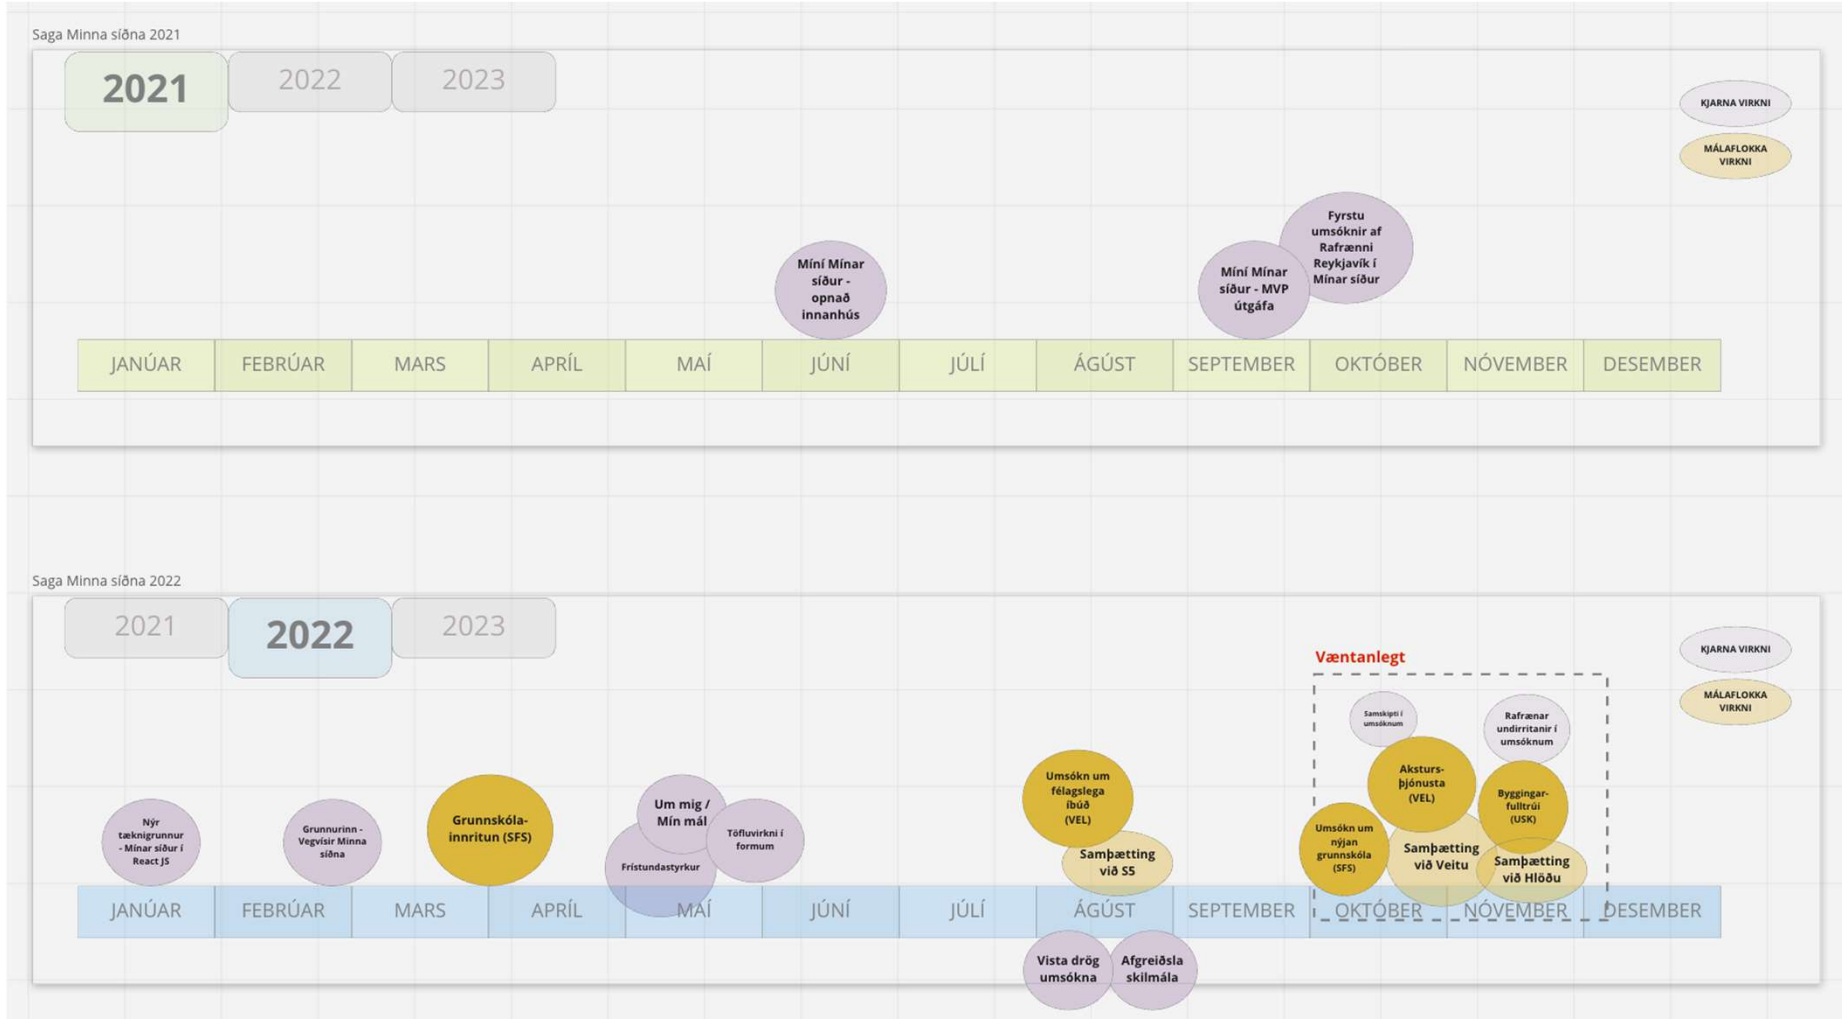 Saga Minna síðna 2021
2021
2022
2023
KJARNA VIRKNI
MÁLAFLOKKA
VIRKNI
Fyrstu
umsóknir af
Rafrænni
Reykjavík í
Mínar síður
Míní Mínar
síður -
opnað
innanhús
Míní Mínar
síður - MVP
útgáfa
JANÚAR
FEBRÚAR
MARS
APRÍL
MAÍ
JÚNÍ
JÚLÍ
ÁGÚST
SEPTEMBER
OKTÓBER
NÓVEMBER
DESEMBER
Saga Minna síðna 2022
2021
2022
2023
KJARNA VIRKNI
MÁLAFLOKKA
VIRKNI
Væntanlegt
Samskipti í
umsóknum
Rafrænar
undirritanir í
umsóknum
Nýr
tæknigrunnur
- Mínar síður í
React JS
Grunnurinn -
Vegvísir Minna
síðna
Grunnskóla-
innritun (SFS)
Um mig /
Mín mál
Töfluvirkni í
formum
Frístundastyrkur
Umsókn um
félagslega
íbúð
(VEL)
Samþætting
við S5
Aksturs-
þjónusta
(VEL)
Byggingar-
fulltrúi
(USK)
Umsókn um
nýjan
grunnskóla
(SFS)
Samþætting
við Veitu
Samþætting
við Hlöðu
JANÚAR
FEBRÚAR
MARS
APRÍL
MAÍ
JÚNÍ
JÚLÍ
ÁGÚST
SEPTEMBER
OKTÓBER
NÓVEMBER
DESEMBER
Vista drög
umsókna
Afgreiðsla
skilmála